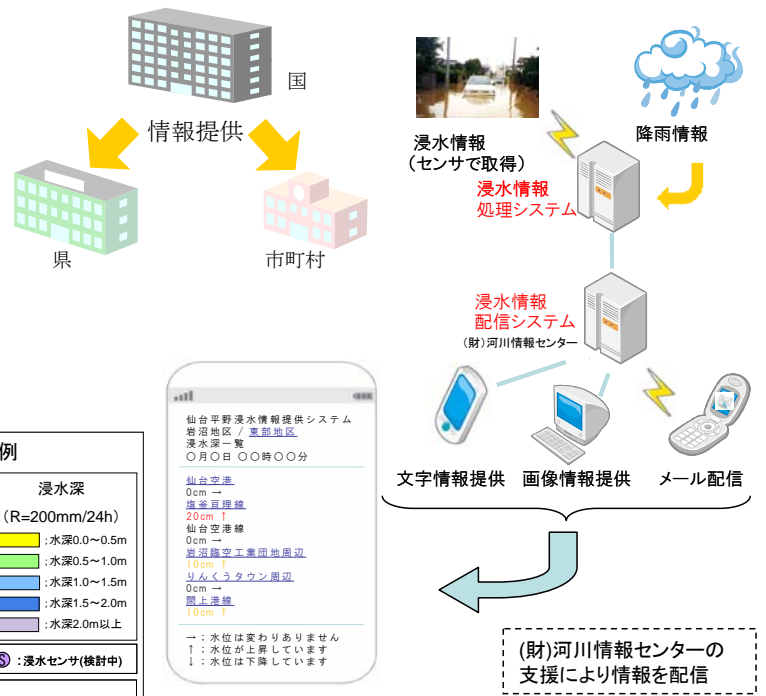 国
情報提供
県
市町村
浸水情報
(センサで取得)
降雨情報
浸水情報
処理システム
浸水情報
配信システム
(財)河川情報センター
文字情報提供
画像情報提供
メール配信
仙台平野浸水情報提供システム
岩沼地区 / 東部地区
浸水深一覧
○月○日 ○○時○○分
仙台空港
0cm →
塩釜亘理線
20cm ↑
仙台空港線
0cm →
岩沼臨空工業団地周辺
10cm ↑
りんくうタウン周辺
0cm →
閖上港線
10cm ↑
→：水位は変わりありません
↑：水位が上昇しています
↓：水位は下降しています
例
浸水深
(R=200mm/24h)
:水深0.0～0.5m
:水深0.5～1.0m
:水深1.0～1.5m
:水深1.5～2.0m
:水深2.0m以上
S :浸水センサ(検討中)
(財)河川情報センターの
支援により情報を配信